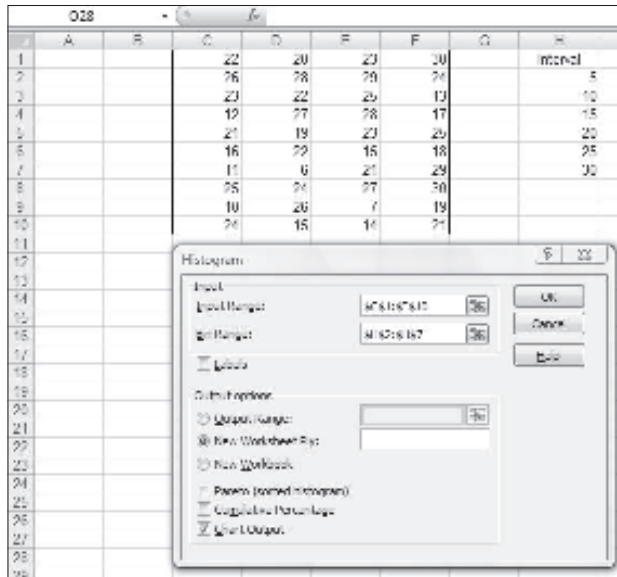 O28
A B C D E F G H
1 22 20 23 30 Interval
2 26 28 29 24 5
3 23 22 25 13 10
4 12 27 28 17 15
5 21 19 23 25 20
6 16 22 15 18 25
7 11 6 21 29 30
8 25 24 27 30
9 10 26 7 19
10 24 15 14 21
11
12
13
14
15
16
17
18
19
20
21
22
23
24
25
26
27
28
29
Histogram
Input
Input Range:
Bin Range:
Labels
Output options
Output Range:
New Worksheet Ply:
New Workbook
Pareto (sorted histogram)
Cumulative Percentage
Chart Output
OK
Cancel
Help